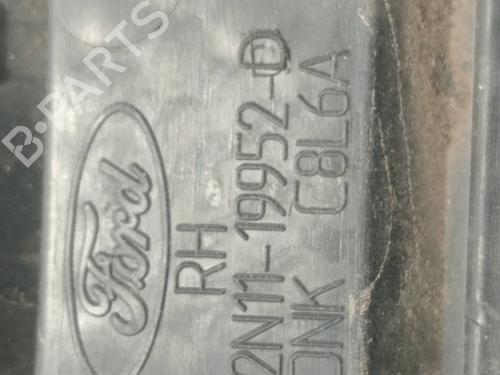 Ford
RH
2N11-19952-D
DNK C8L6A
B-PARTS